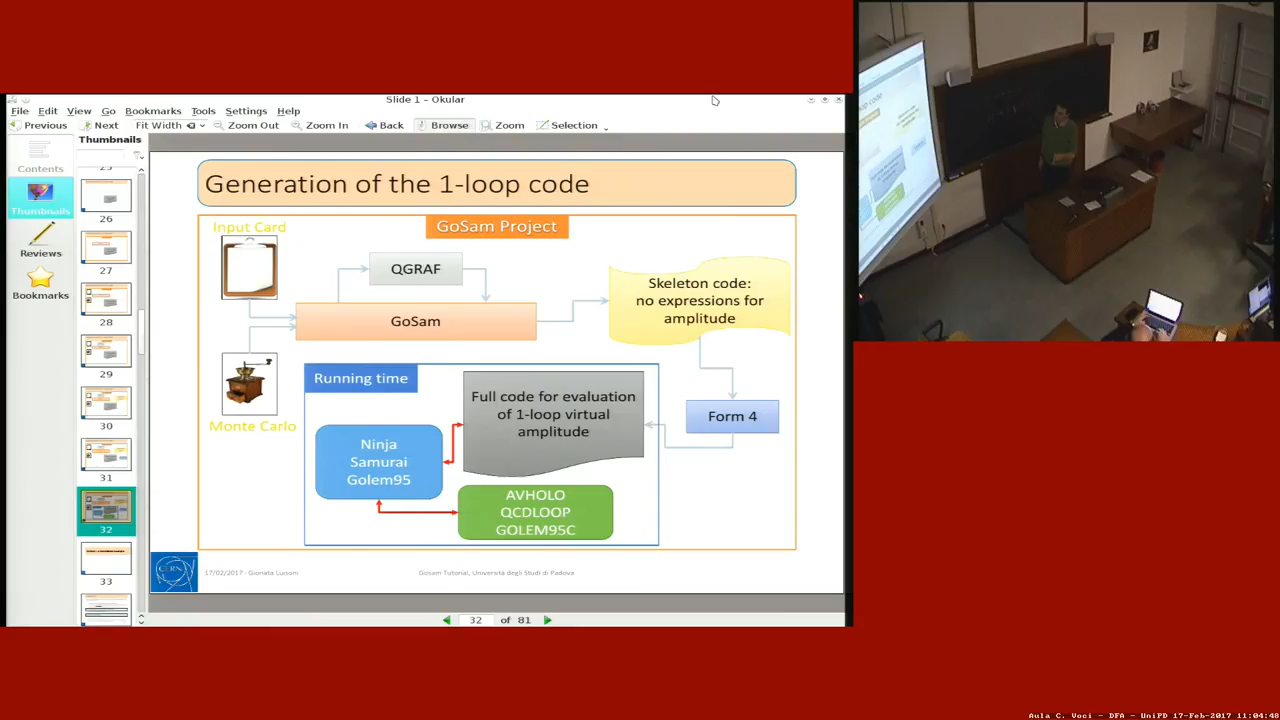 Slide 1 – Okular
File Edit View Go Bookmarks Tools Settings Help
Previous Next Fit Width Zoom Out Zoom In Back Browse Zoom Selection
Contents
Thumbnails
Reviews
Bookmarks
Thumbnails
25
26
27
28
29
30
31
32
33
Generation of the 1-loop code
GoSam Project
Input Card
QGRAF
GoSam
Skeleton code:
no expressions for
amplitude
Monte Carlo
Running time
Full code for evaluation
of 1-loop virtual
amplitude
Form 4
Ninja
Samurai
Golem95
AVHOLO
QCDLOOP
GOLEM95C
CERN
17/02/2017 - Gionata Luisoni
Gosam Tutorial, Università degli Studi di Padova
32 of 81
Aula C. Voci - DFA - UniPD 17-Feb-2017 11:04:48